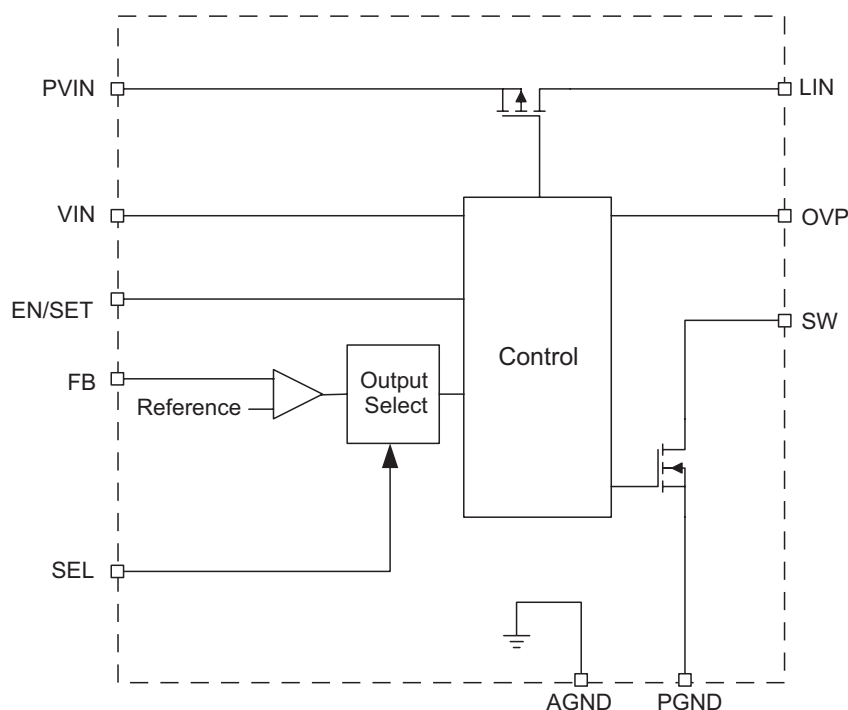 PVIN
LIN
VIN
OVP
EN/SET
SW
FB
Output
Select
Control
Reference
SEL
AGND
PGND